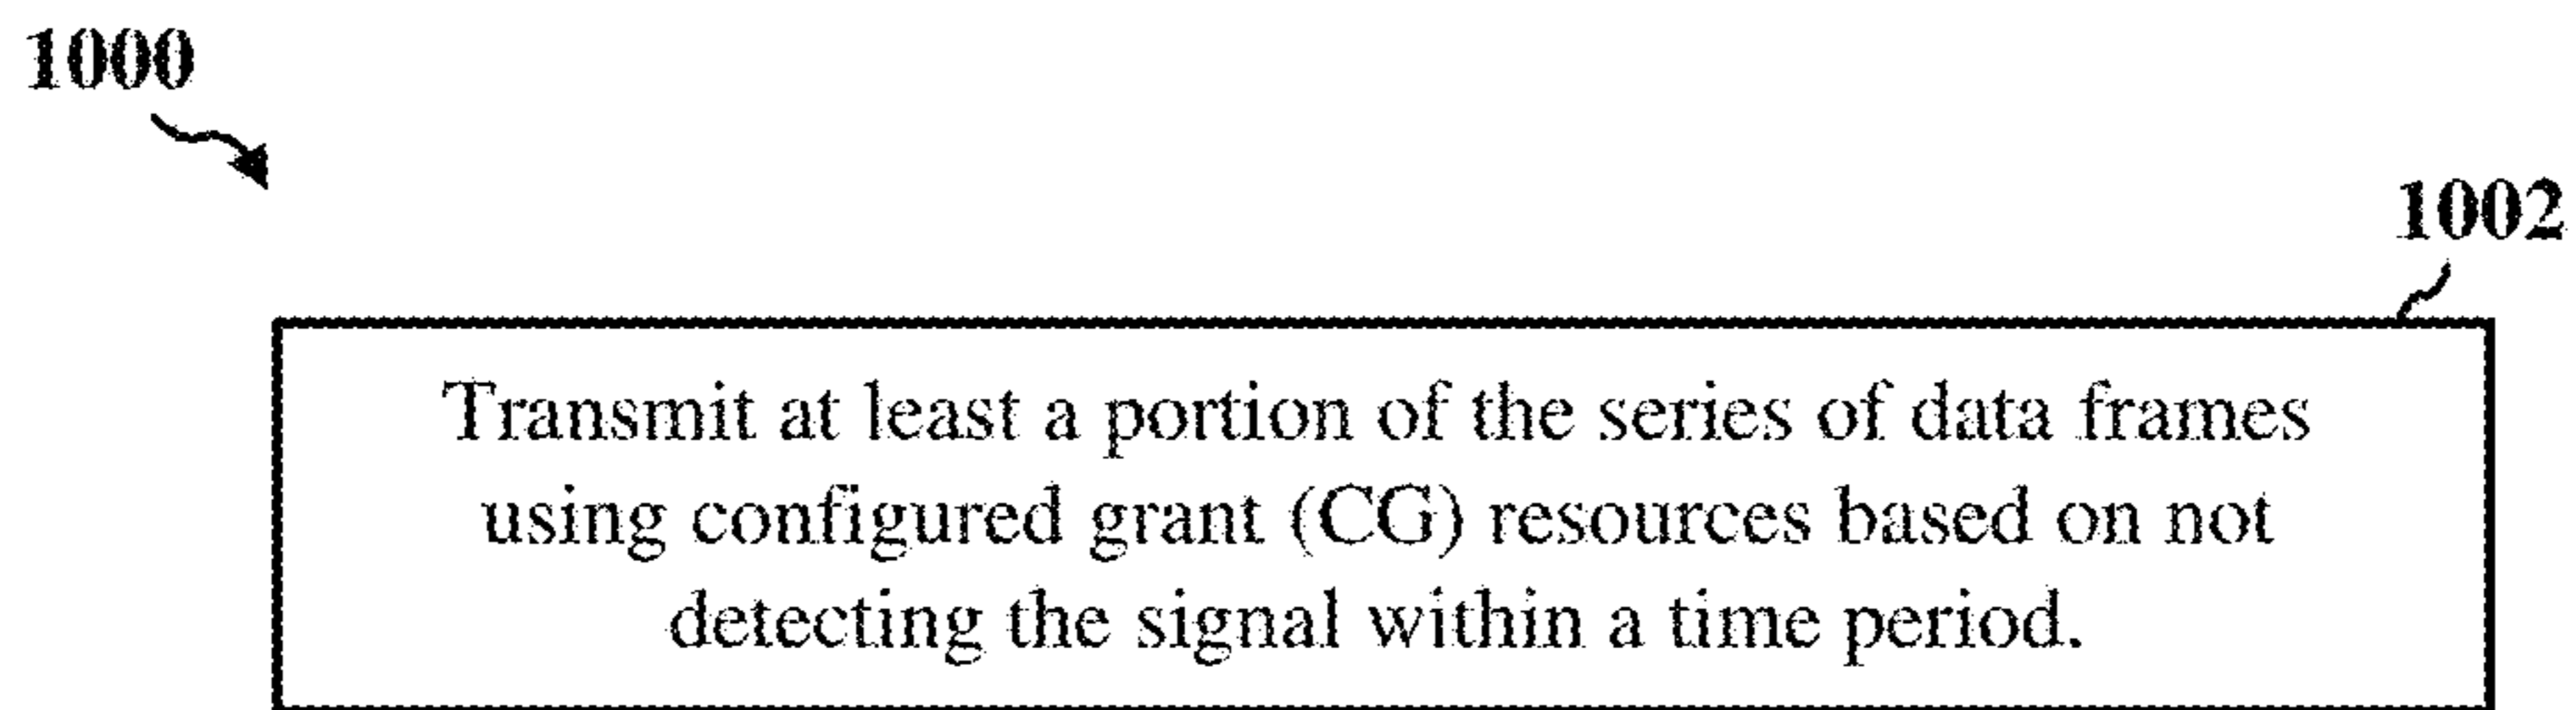 1000
1002
Transmit at least a portion of the series of data frames
using configured grant (CG) resources based on not
detecting the signal within a time period.